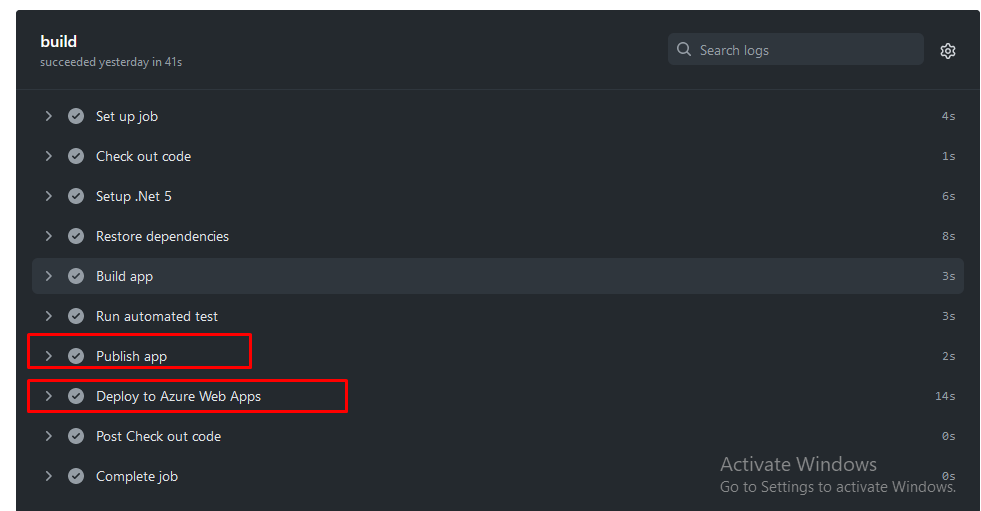 build
succeeded yesterday in 41s
Search logs
Set up job 4s
Check out code 1s
Setup .Net 5 6s
Restore dependencies 8s
Build app 3s
Run automated test 3s
Publish app 2s
Deploy to Azure Web Apps 14s
Post Check out code 0s
Activate Windows
Complete job 0s
Go to Settings to activate Windows.